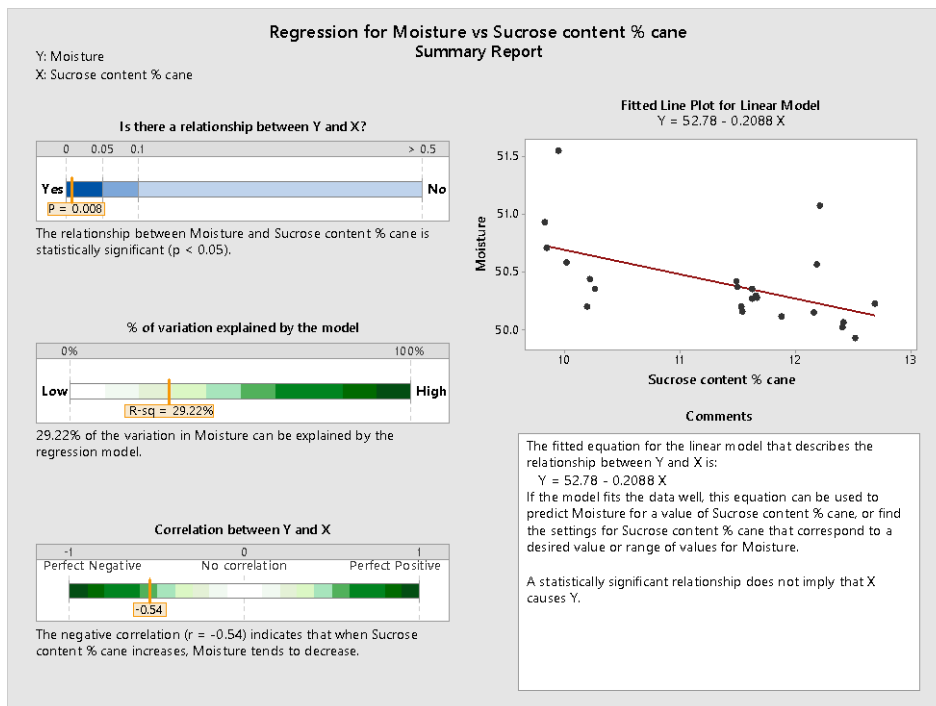 Regression for Moisture vs Sucrose content % cane
Summary Report
Y: Moisture
X: Sucrose content % cane
Is there a relationship between Y and X?
0 0.05 0.1 > 0.5
Yes No
P = 0.008
The relationship between Moisture and Sucrose content % cane is
statistically significant (p < 0.05).
% of variation explained by the model
0% 100%
Low High
R-sq = 29.22%
29.22% of the variation in Moisture can be explained by the
regression model.
Correlation between Y and X
-1 0 1
Perfect Negative No correlation Perfect Positive
-0.54
The negative correlation (r = -0.54) indicates that when Sucrose
content % cane increases, Moisture tends to decrease.
Fitted Line Plot for Linear Model
Y = 52.78 - 0.2088 X
51.5
51.0
50.5
50.0
Moisture
10 11 12 13
Sucrose content % cane
Comments
The fitted equation for the linear model that describes the
relationship between Y and X is:
Y = 52.78 - 0.2088 X
If the model fits the data well, this equation can be used to
predict Moisture for a value of Sucrose content % cane, or find
the settings for Sucrose content % cane that correspond to a
desired value or range of values for Moisture.
A statistically significant relationship does not imply that X
causes Y.